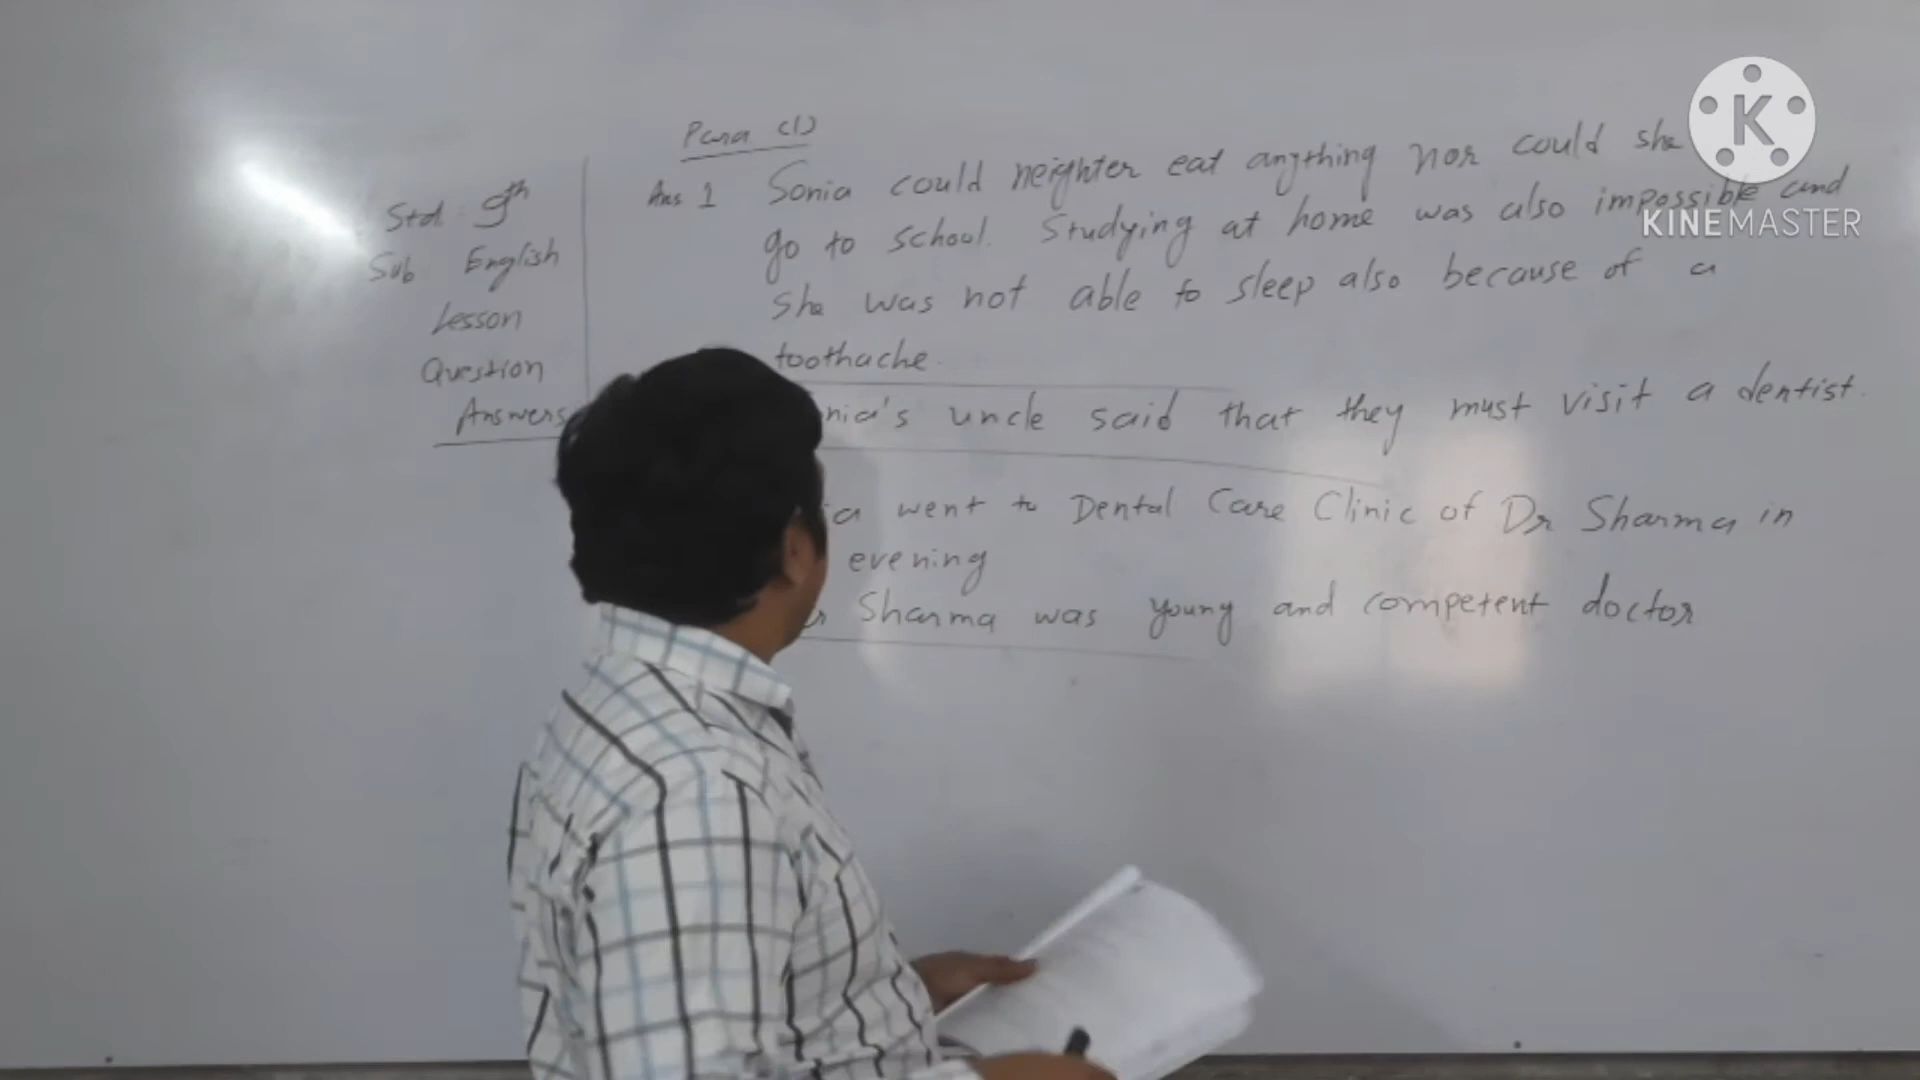 Para (1)
Std 9th
Sub English
Lesson
Question
Answers
Ans 1 Sonia could neighter eat anything nor could she
go to school. Studying at home was also impossible and
she was not able to sleep also because of a
toothache.
nia's uncle said that they must visit a dentist.
ia went to Dental Care Clinic of Dr Sharma in
evening
Sharma was young and competent doctor
K
KINEMASTER